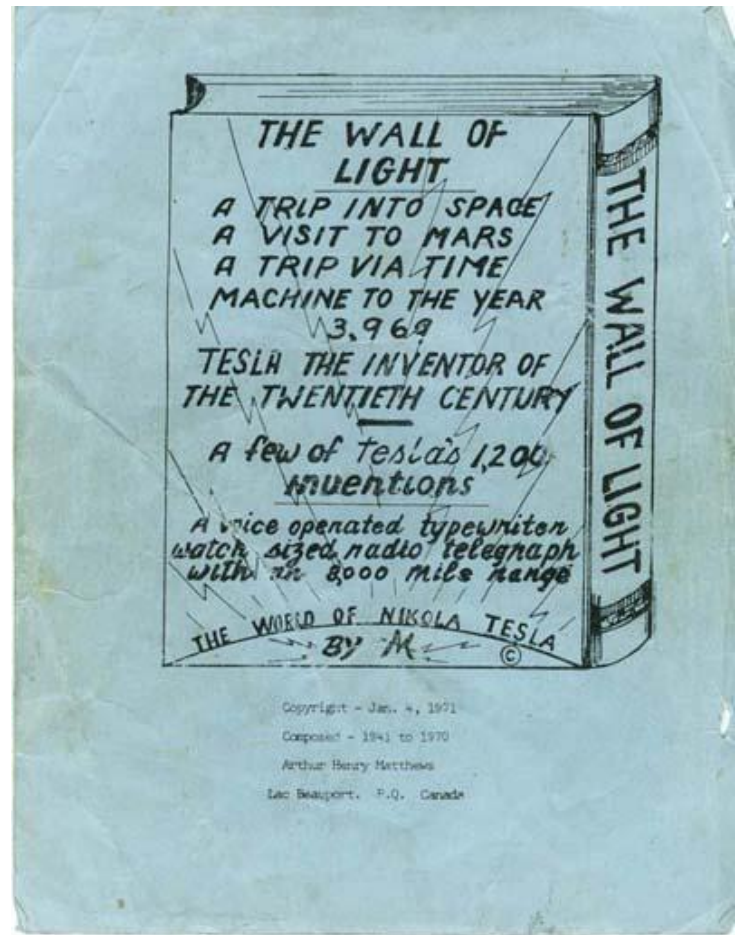 THE WALL OF
LIGHT
A TRIP INTO SPACE
A VISIT TO MARS
A TRIP VIA TIME
MACHINE TO THE YEAR
3,969
TESLA THE INVENTOR OF
THE TWENTIETH CENTURY
A few of Tesla's 1,200
inventions
A voice operated typewriter
watch sized radio telegraph
with an 8,000 mile range
THE WORLD OF NIKOLA TESLA
BY M ©
THE WALL OF LIGHT
Copyright - Jan. 4, 1971
Composed - 1941 to 1970
Arthur Henry Matthews
Lac Beauport. P.Q. Canada